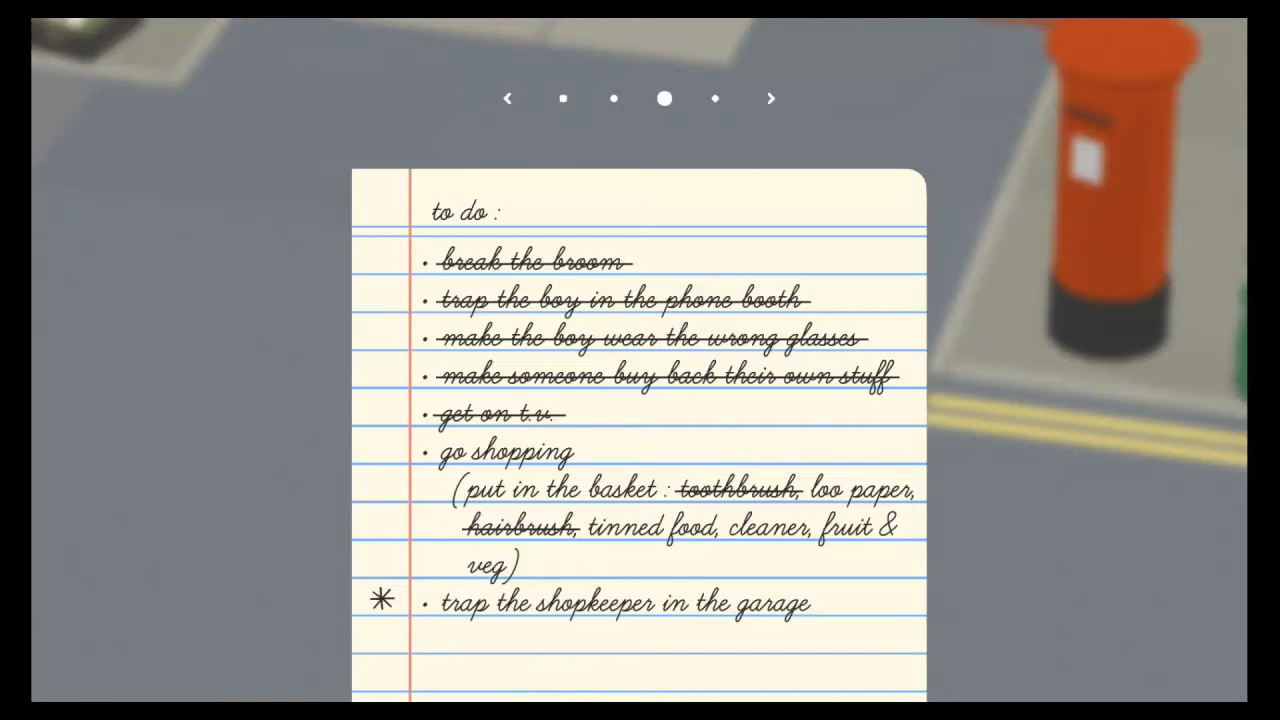 to do :
• break the broom
• trap the boy in the phone booth
• make the boy wear the wrong glasses
• make someone buy back their own stuff
• get on t.v.
• go shopping
(put in the basket : toothbrush, loo paper,
hairbrush, tinned food, cleaner, fruit &
veg)
• trap the shopkeeper in the garage